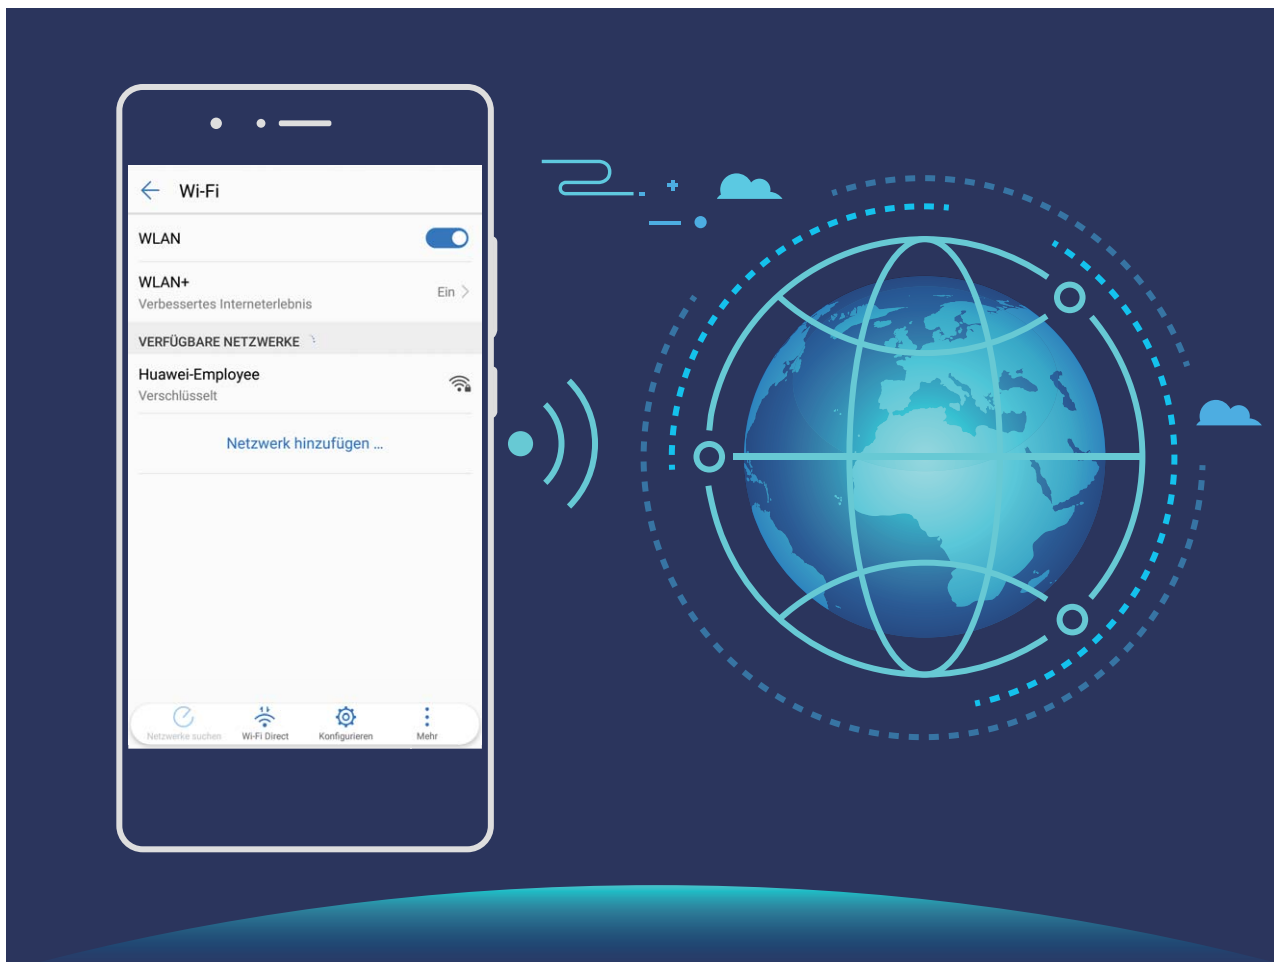 Wi-Fi
WLAN
WLAN+
Verbessertes Interneterlebnis
Ein
VERFÜGBARE NETZWERKE
Huawei-Employee
Verschlüsselt
Netzwerk hinzufügen ...
Netzwerke suchen
Wi-Fi Direct
Konfigurieren
Mehr